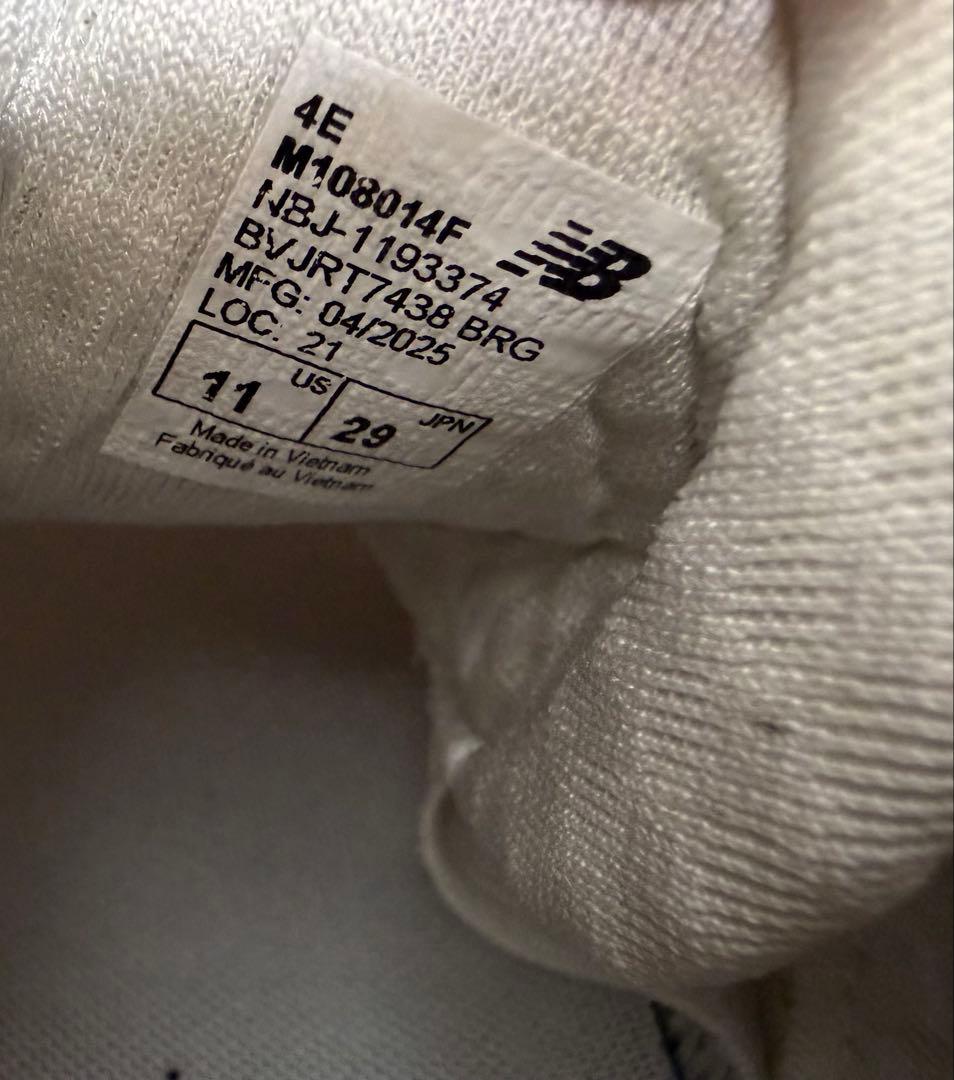 4E
M108014F
NBJ-1193374
BVJRT7438 BRG
MFG: 04/2025
LOC: 21
11 US 29 JPN
Made in Vietnam
Fabriqué au Vietnam
NB